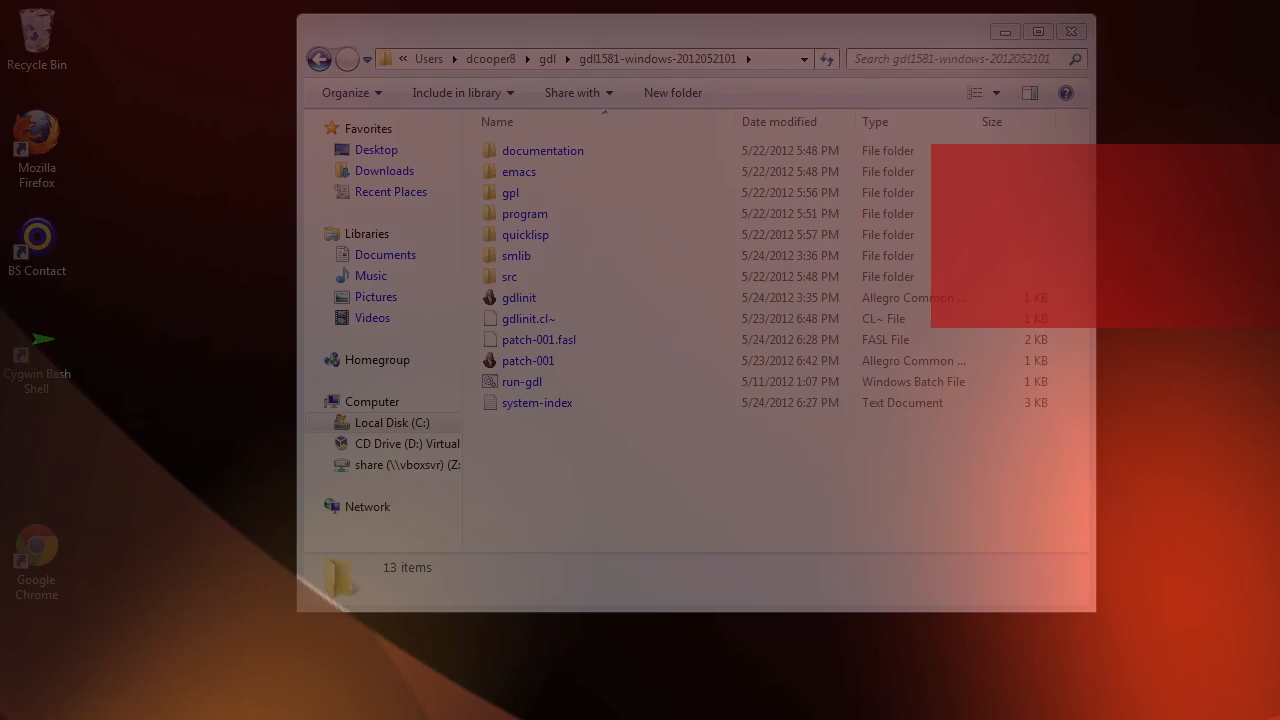 Recycle Bin
Mozilla
Firefox
BS Contact
Cygwin Bash
Shell
Google
Chrome
« Users dcooper8 gdl gdl1581-windows-2012052101
Search gdl1581-windows-2012052101
Organize Include in library Share with New folder
Favorites
Desktop
Downloads
Recent Places
Libraries
Documents
Music
Pictures
Videos
Homegroup
Computer
Local Disk (C:)
CD Drive (D:) Virtual
share (\\vboxsvr) (Z:
Network
Name Date modified Type Size
documentation 5/22/2012 5:48 PM File folder
emacs 5/22/2012 5:48 PM File folder
gpl 5/22/2012 5:56 PM File folder
program 5/22/2012 5:51 PM File folder
quicklisp 5/22/2012 5:57 PM File folder
smlib 5/24/2012 3:36 PM File folder
src 5/22/2012 5:48 PM File folder
gdlinit 5/24/2012 3:35 PM Allegro Common ... 1 KB
gdlinit.cl~ 5/23/2012 6:48 PM CL~ File 1 KB
patch-001.fasl 5/24/2012 6:28 PM FASL File 2 KB
patch-001 5/23/2012 6:42 PM Allegro Common ... 1 KB
run-gdl 5/11/2012 1:07 PM Windows Batch File 1 KB
system-index 5/24/2012 6:27 PM Text Document 3 KB
13 items